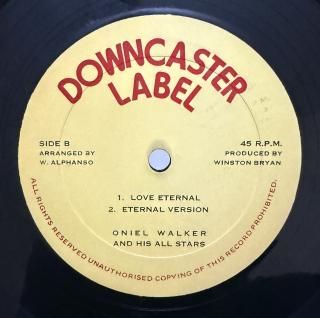 DOWNCASTER
LABEL
SIDE B
ARRANGED BY
W. ALPHANSO
45 R.P.M.
PRODUCED BY
WINSTON BRYAN
1. LOVE ETERNAL
2. ETERNAL VERSION
ONIEL WALKER
AND HIS ALL STARS
ALL RIGHTS RESERVED UNAUTHORISED COPYING OF THIS RECORD PROHIBITED.